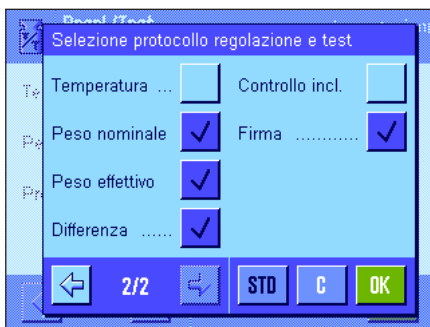 Selezione protocollo regolazione e test
Temperatura ...
Controllo incl.
Peso nominale
Firma ............
Peso effettivo
Differenza ......
2/2
STD
C
OK